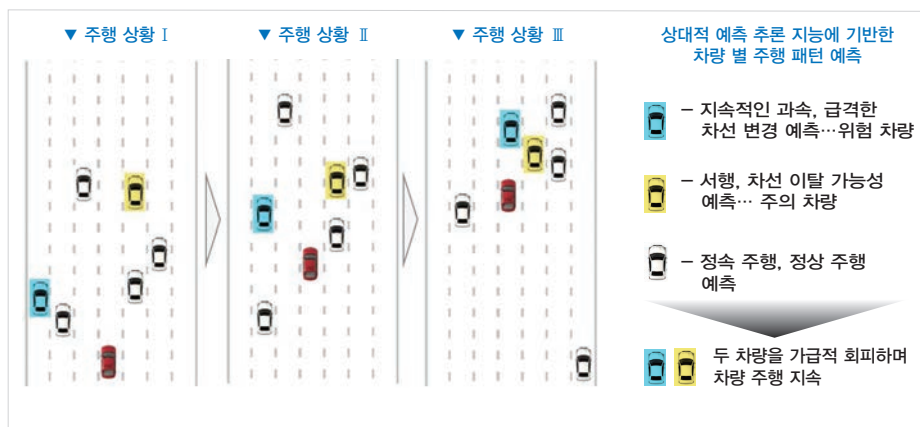 ▼ 주행 상황 Ⅰ
▼ 주행 상황 Ⅱ
▼ 주행 상황 Ⅲ
상대적 예측 추론 지능에 기반한
차량 별 주행 패턴 예측
– 지속적인 과속, 급격한
차선 변경 예측…위험 차량
– 서행, 차선 이탈 가능성
예측… 주의 차량
– 정속 주행, 정상 주행
예측
두 차량을 가급적 회피하며
차량 주행 지속